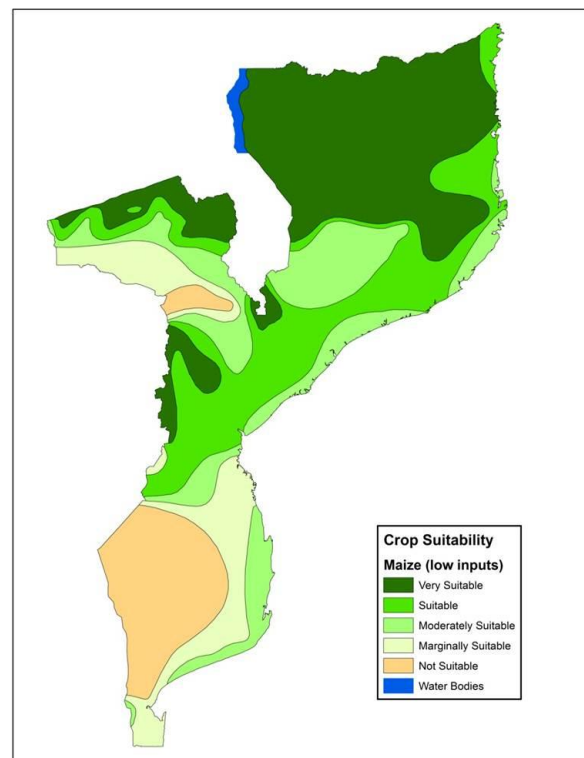 Crop Suitability
Maize (low inputs)
Very Suitable
Suitable
Moderately Suitable
Marginally Suitable
Not Suitable
Water Bodies